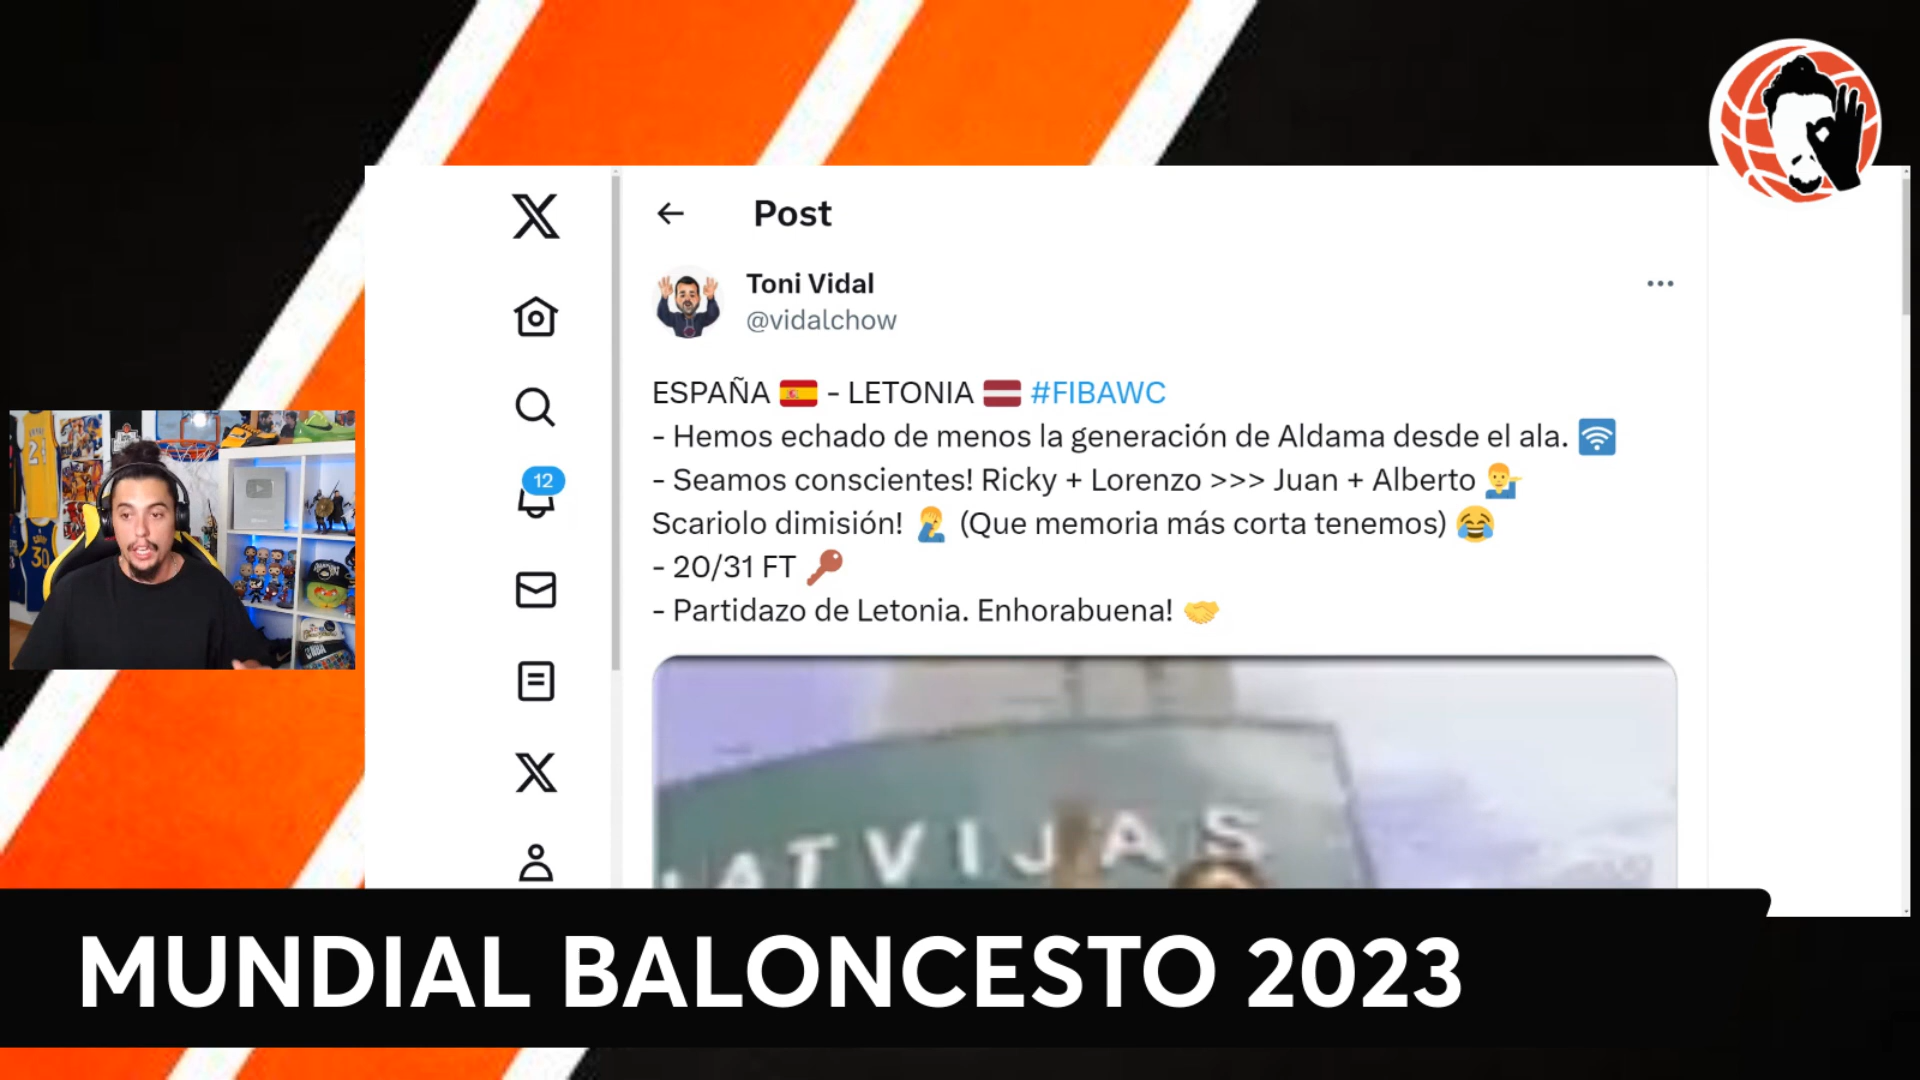 Post
Toni Vidal
@vidalchow
ESPAÑA 🇪🇸 - LETONIA 🇱🇻 #FIBAWC
- Hemos echado de menos la generación de Aldama desde el ala. 🛜
- Seamos conscientes! Ricky + Lorenzo >>> Juan + Alberto 💁‍♂️
Scariolo dimisión! 🤦‍♂️ (Que memoria más corta tenemos) 😂
- 20/31 FT 🔑
- Partidazo de Letonia. Enhorabuena! 🤝
12
LATVIJAS
30
MUNDIAL BALONCESTO 2023